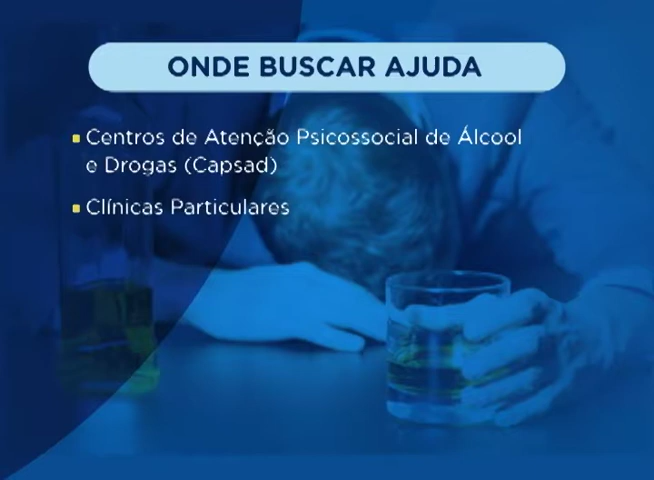 ONDE BUSCAR AJUDA
Centros de Atenção Psicossocial de Álcool
e Drogas (Capsad)
Clínicas Particulares